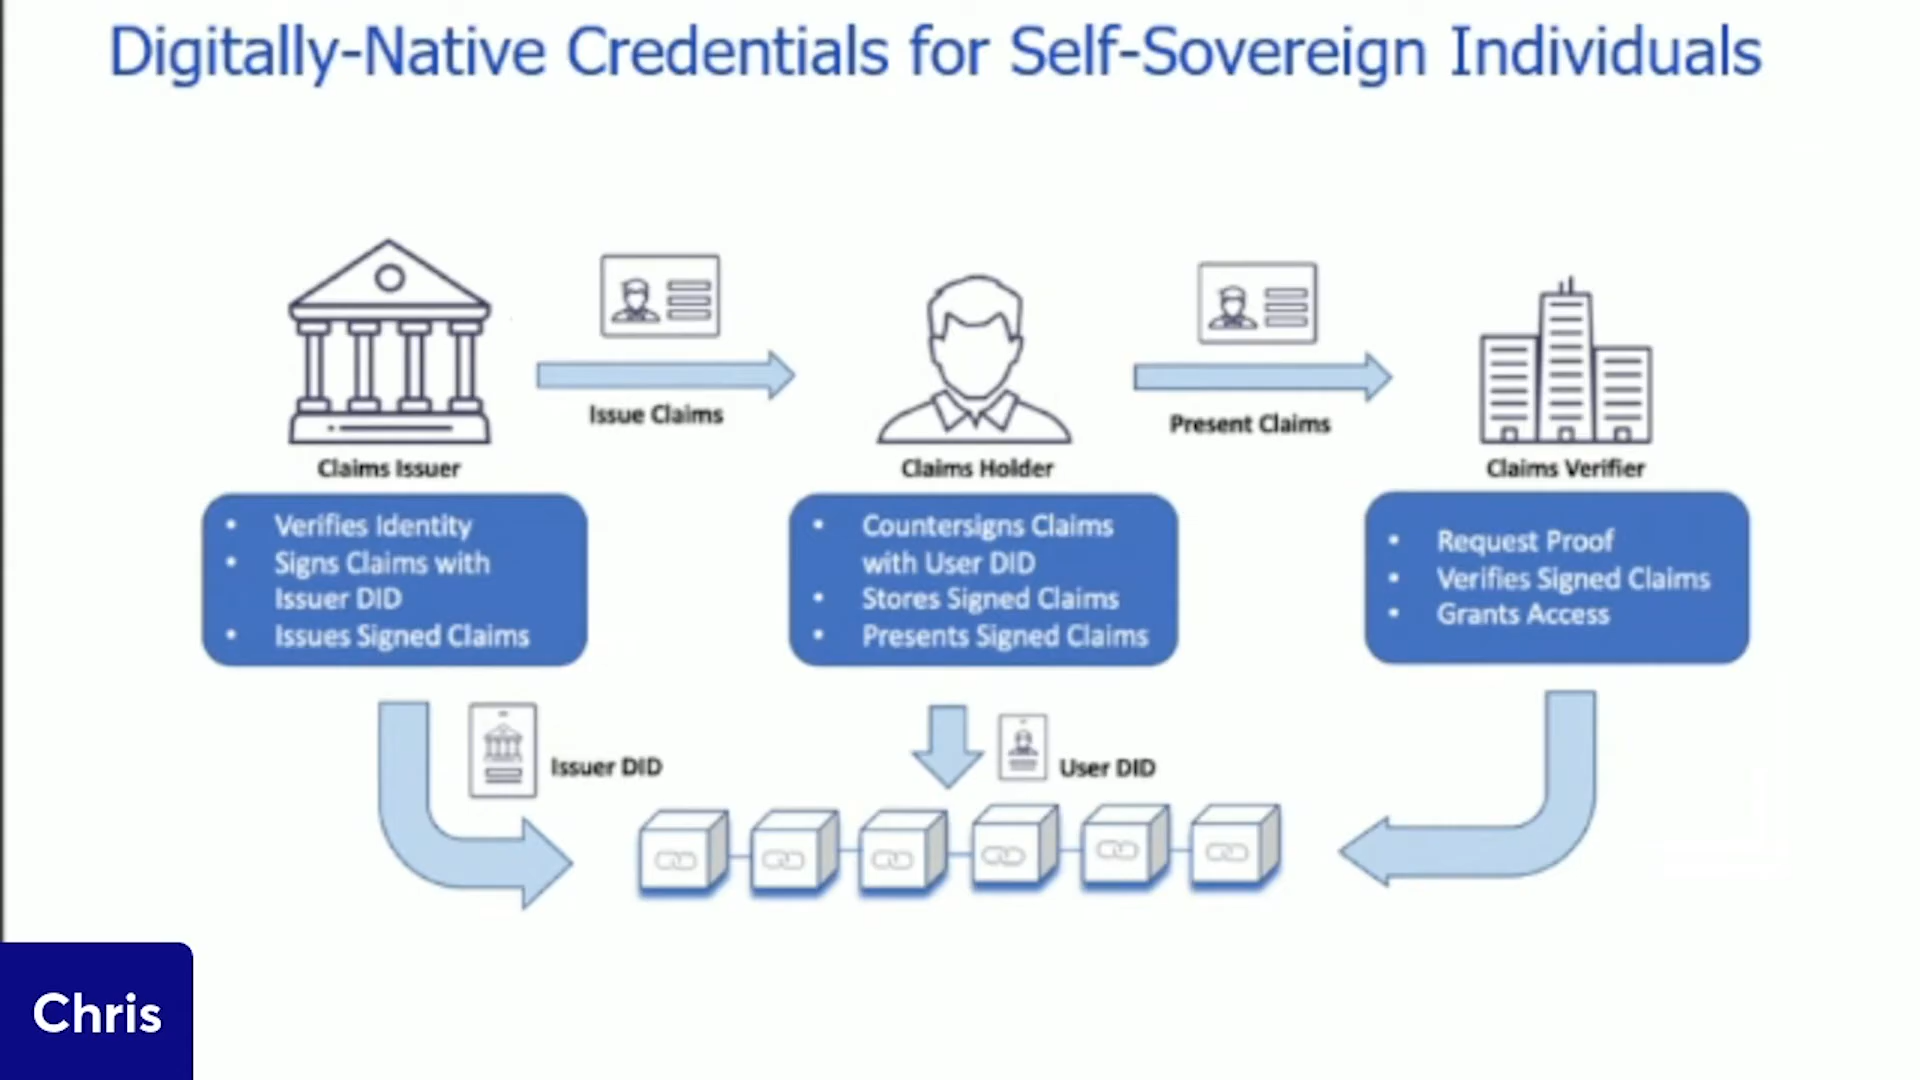 Digitally-Native Credentials for Self-Sovereign Individuals
Issue Claims
Present Claims
Claims Issuer
Claims Holder
Claims Verifier
• Verifies Identity
• Signs Claims with
Issuer DID
• Issues Signed Claims
• Countersigns Claims
with User DID
• Stores Signed Claims
• Presents Signed Claims
• Request Proof
• Verifies Signed Claims
• Grants Access
Issuer DID
User DID
Chris